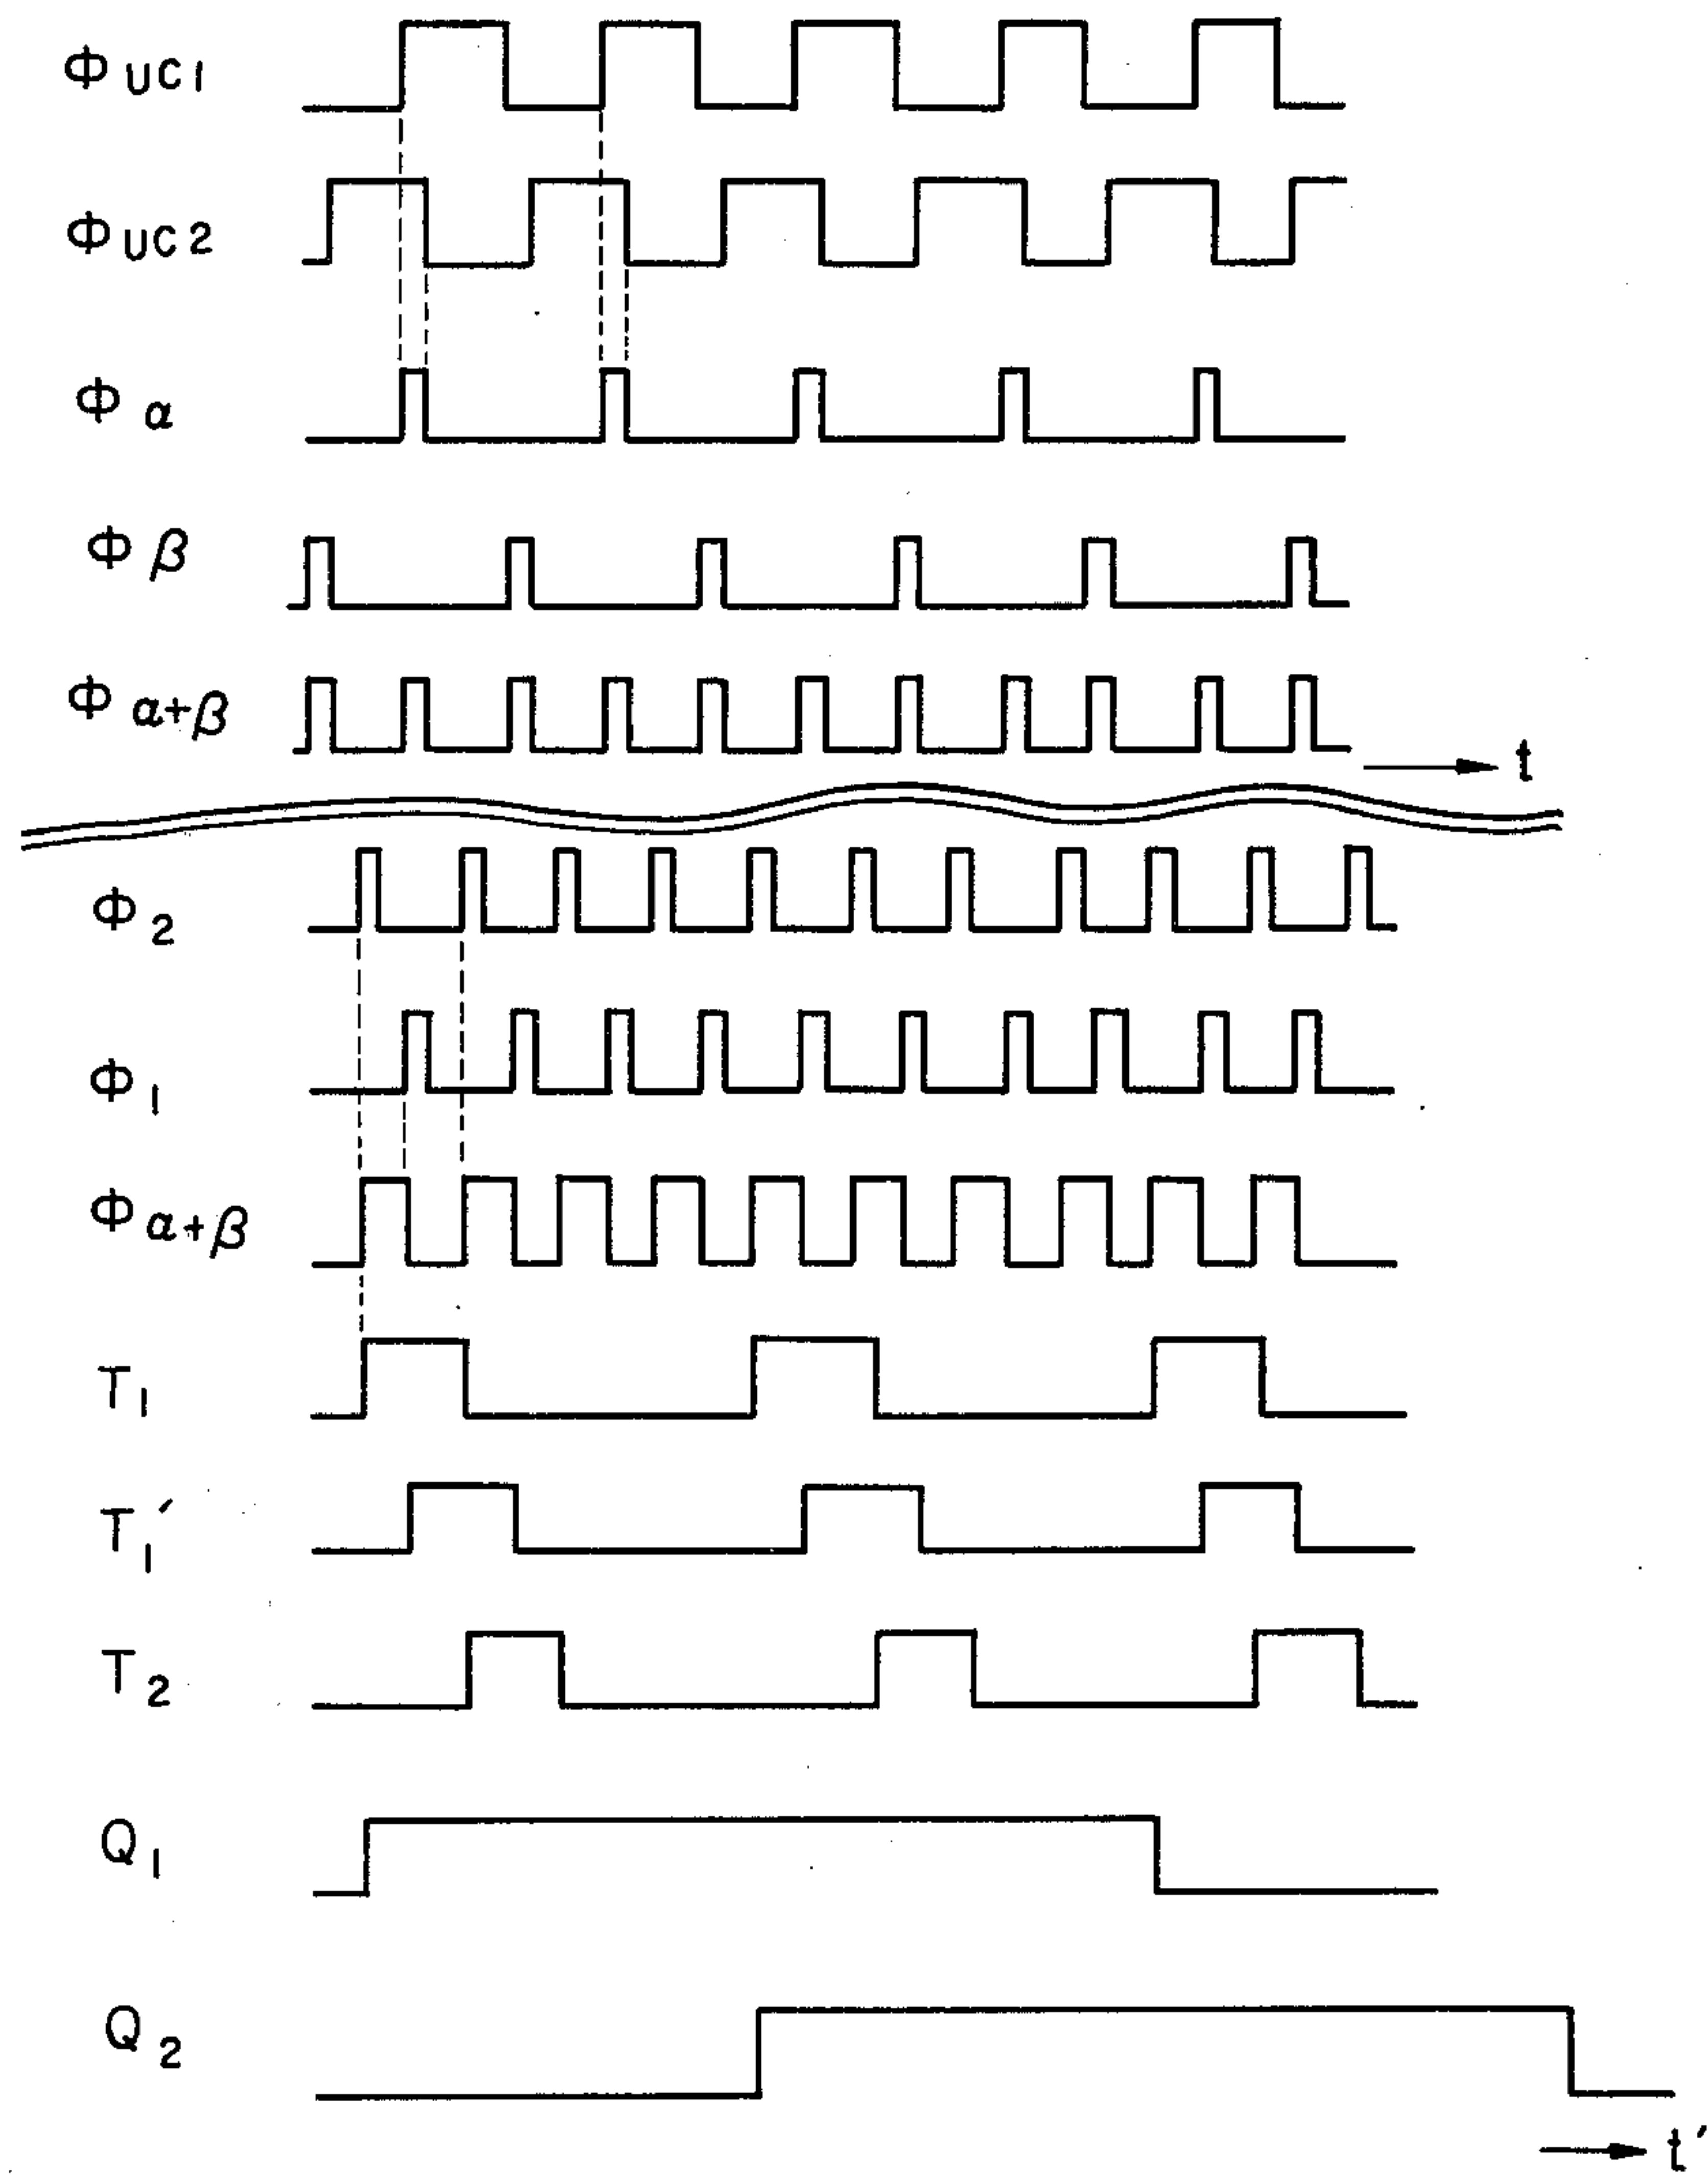 Φ UC1
Φ UC2
Φ α
Φ β
Φ α+β
t
Φ 2
Φ 1
Φ α+β
T1
T1′
T2
Q1
Q2
t′